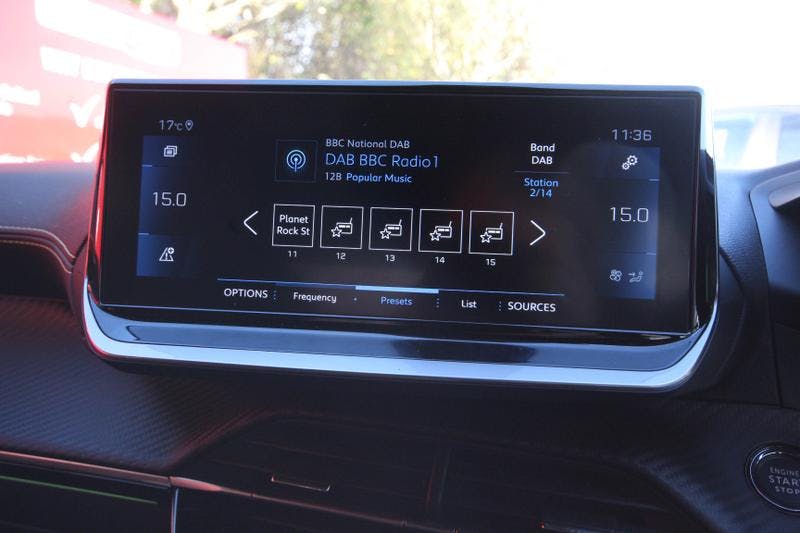 17°C
BBC National DAB
DAB BBC Radio1
12B Popular Music
Band
DAB
Station
2/14
11:36
15.0
15.0
Planet
Rock St
11
12
13
14
15
OPTIONS
Frequency
Presets
List
SOURCES
ENGINE
START
STOP